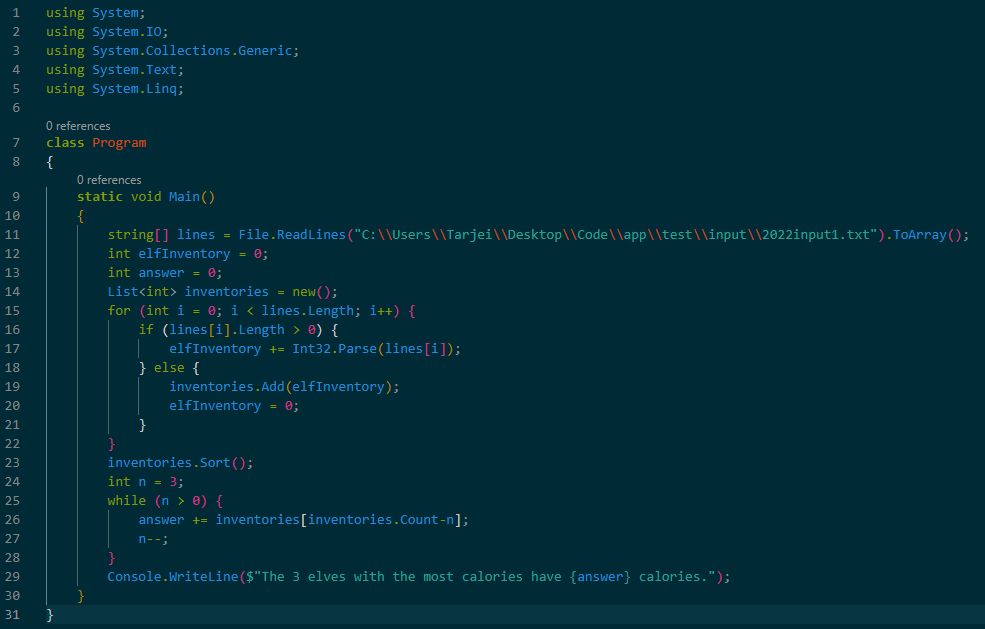 1 using System;
2 using System.IO;
3 using System.Collections.Generic;
4 using System.Text;
5 using System.Linq;
6
0 references
7 class Program
8 {
0 references
9 static void Main()
10 {
11 string[] lines = File.ReadLines("C:\\Users\\Tarjei\\Desktop\\Code\\app\\test\\input\\2022input1.txt").ToArray();
12 int elfInventory = 0;
13 int answer = 0;
14 List<int> inventories = new();
15 for (int i = 0; i < lines.Length; i++) {
16 if (lines[i].Length > 0) {
17 elfInventory += Int32.Parse(lines[i]);
18 } else {
19 inventories.Add(elfInventory);
20 elfInventory = 0;
21 }
22 }
23 inventories.Sort();
24 int n = 3;
25 while (n > 0) {
26 answer += inventories[inventories.Count-n];
27 n--;
28 }
29 Console.WriteLine($"The 3 elves with the most calories have {answer} calories.");
30 }
31 }